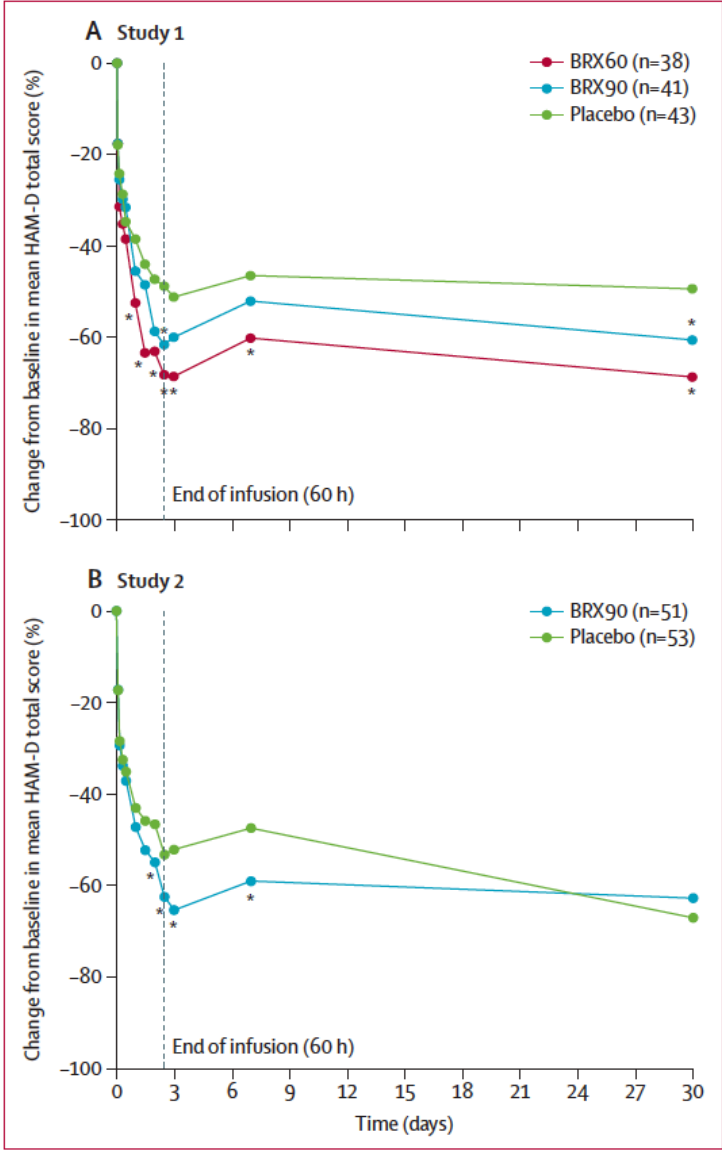 A Study 1
Change from baseline in mean HAM-D total score (%)
0
–20
–40
–60
–80
–100
BRX60 (n=38)
BRX90 (n=41)
Placebo (n=43)
*
*
*
*
**
*
*
*
End of infusion (60 h)
B Study 2
Change from baseline in mean HAM-D total score (%)
0
–20
–40
–60
–80
–100
BRX90 (n=51)
Placebo (n=53)
*
*
*
*
End of infusion (60 h)
0 3 6 9 12 15 18 21 24 27 30
Time (days)